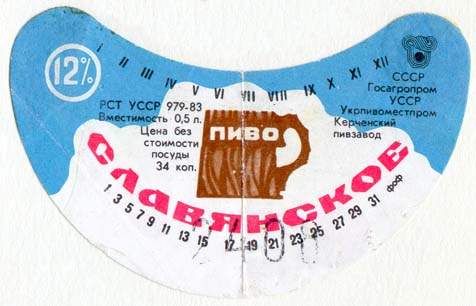 12%
I II III IV V VI VII VIII IX X XI XII
РСТ УССР 979-83
Вместимость 0,5 л.
Цена без
стоимости
посуды
34 коп.
ПИВО
СССР
Госагропром
УССР
Укрпивоместпром
Керченский
пивзавод
СЛАВЯНСКОЕ
1 3 5 7 9 11 13 15 17 19 21 23 25 27 29 31 фоф